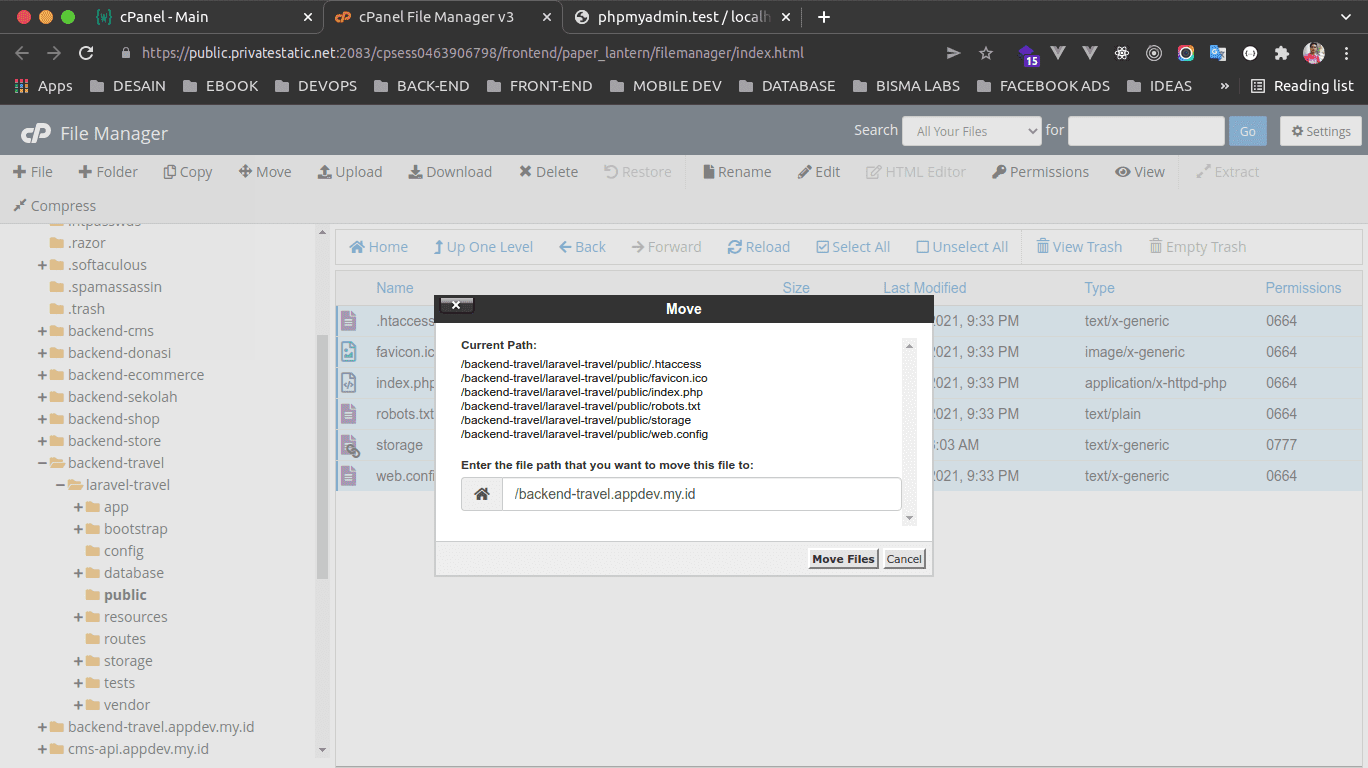 cPanel - Main
cPanel File Manager v3
phpmyadmin.test / localh
https://public.privatestatic.net:2083/cpsess0463906798/frontend/paper_lantern/filemanager/index.html
15
Apps DESAIN EBOOK DEVOPS BACK-END FRONT-END MOBILE DEV DATABASE BISMA LABS FACEBOOK ADS IDEAS » Reading list
cP File Manager
Search All Your Files for Go Settings
File Folder Copy Move Upload Download Delete Restore Rename Edit HTML Editor Permissions View Extract
Compress
.razor
.softaculous
.spamassassin
.trash
backend-cms
backend-donasi
backend-ecommerce
backend-sekolah
backend-shop
backend-store
backend-travel
laravel-travel
app
bootstrap
config
database
public
resources
routes
storage
tests
vendor
backend-travel.appdev.my.id
cms-api.appdev.my.id
Home Up One Level Back Forward Reload Select All Unselect All View Trash Empty Trash
Name Size Last Modified Type Permissions
.htaccess 2021, 9:33 PM text/x-generic 0664
favicon.ic 2021, 9:33 PM image/x-generic 0664
index.php 2021, 9:33 PM application/x-httpd-php 0664
robots.txt 2021, 9:33 PM text/plain 0664
storage :03 AM text/x-generic 0777
web.confi 2021, 9:33 PM text/x-generic 0664
Move
Current Path:
/backend-travel/laravel-travel/public/.htaccess
/backend-travel/laravel-travel/public/favicon.ico
/backend-travel/laravel-travel/public/index.php
/backend-travel/laravel-travel/public/robots.txt
/backend-travel/laravel-travel/public/storage
/backend-travel/laravel-travel/public/web.config
Enter the file path that you want to move this file to:
/backend-travel.appdev.my.id
Move Files Cancel